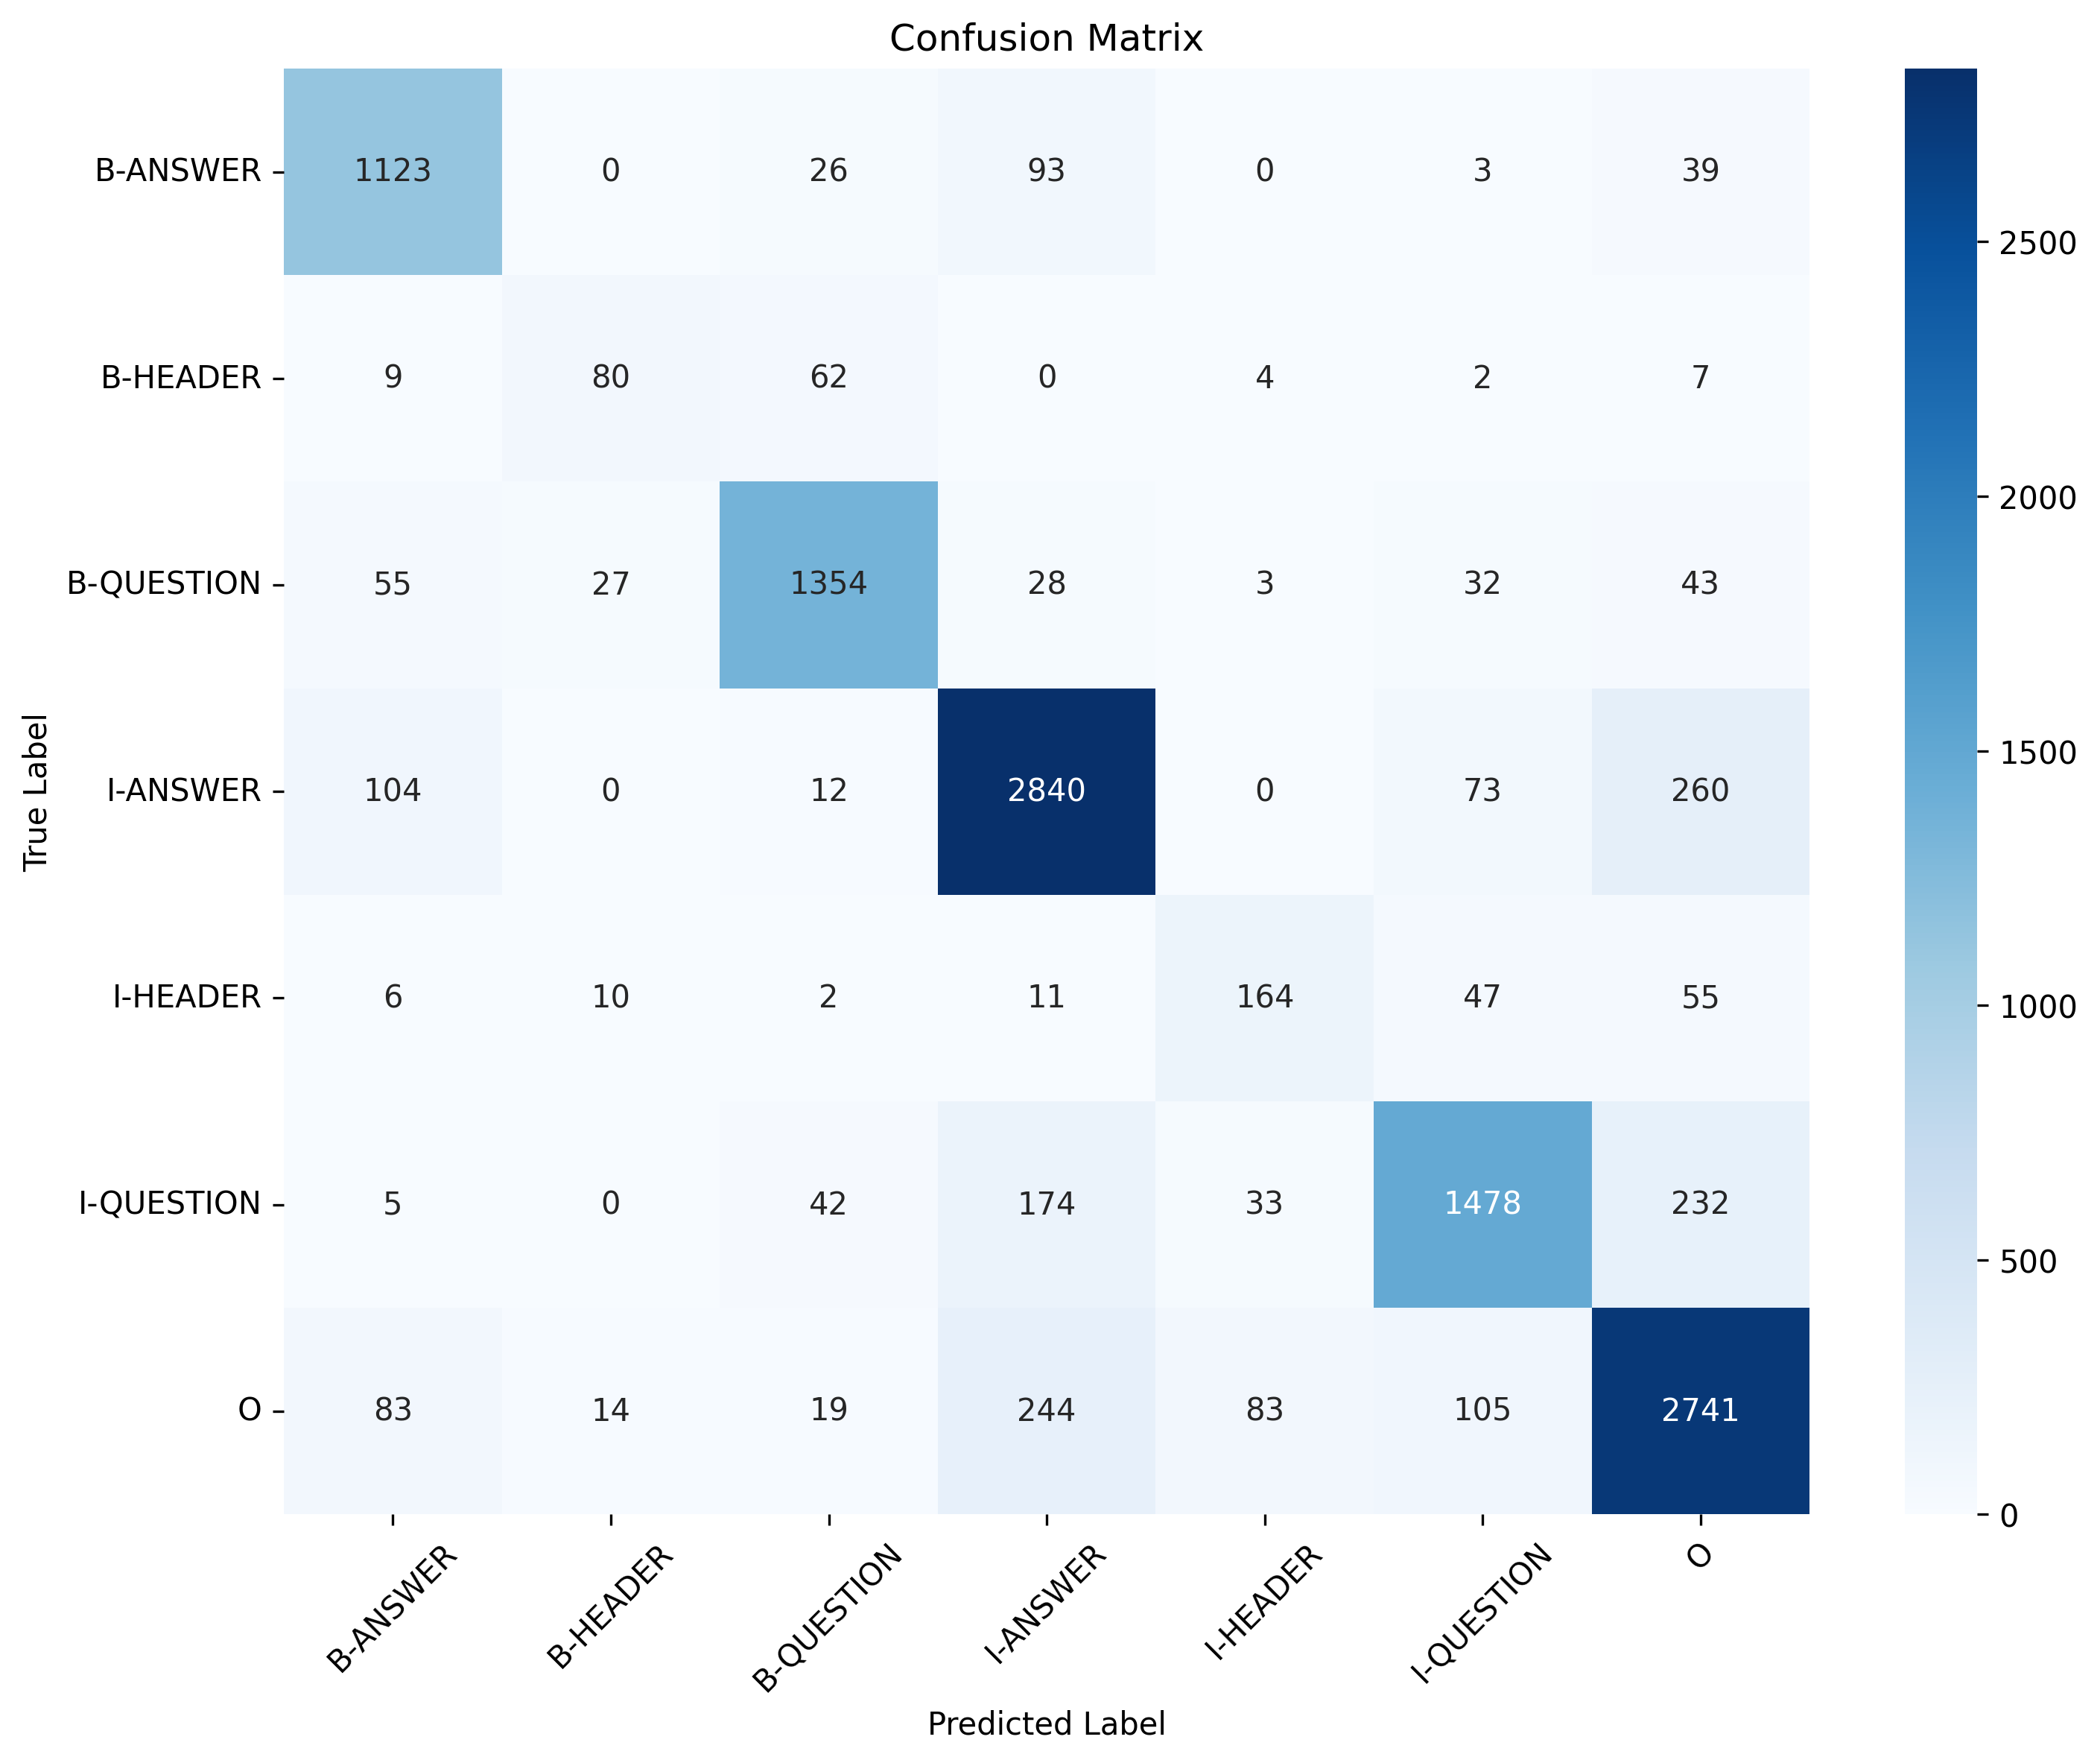 Confusion Matrix
B-ANSWER 1123 0 26 93 0 3 39
B-HEADER 9 80 62 0 4 2 7
B-QUESTION 55 27 1354 28 3 32 43
I-ANSWER 104 0 12 2840 0 73 260
I-HEADER 6 10 2 11 164 47 55
I-QUESTION 5 0 42 174 33 1478 232
O 83 14 19 244 83 105 2741
B-ANSWER B-HEADER B-QUESTION I-ANSWER I-HEADER I-QUESTION O
Predicted Label
True Label
2500
2000
1500
1000
500
0